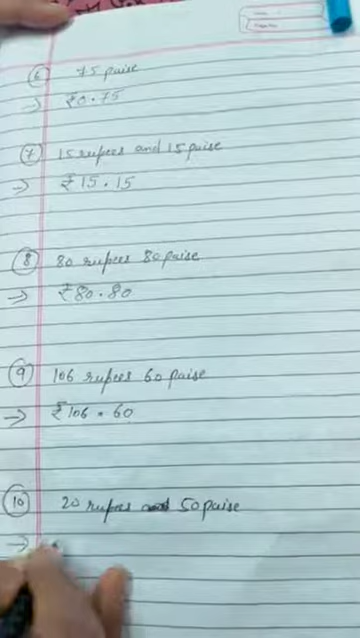 6 75 paise
→ ₹0.75
7 15 rupees and 15 paise
→ ₹15.15
8 80 rupees 80 paise
→ ₹80.80
9 106 rupees 60 paise
→ ₹106.60
10 20 rupees and 50 paise
→